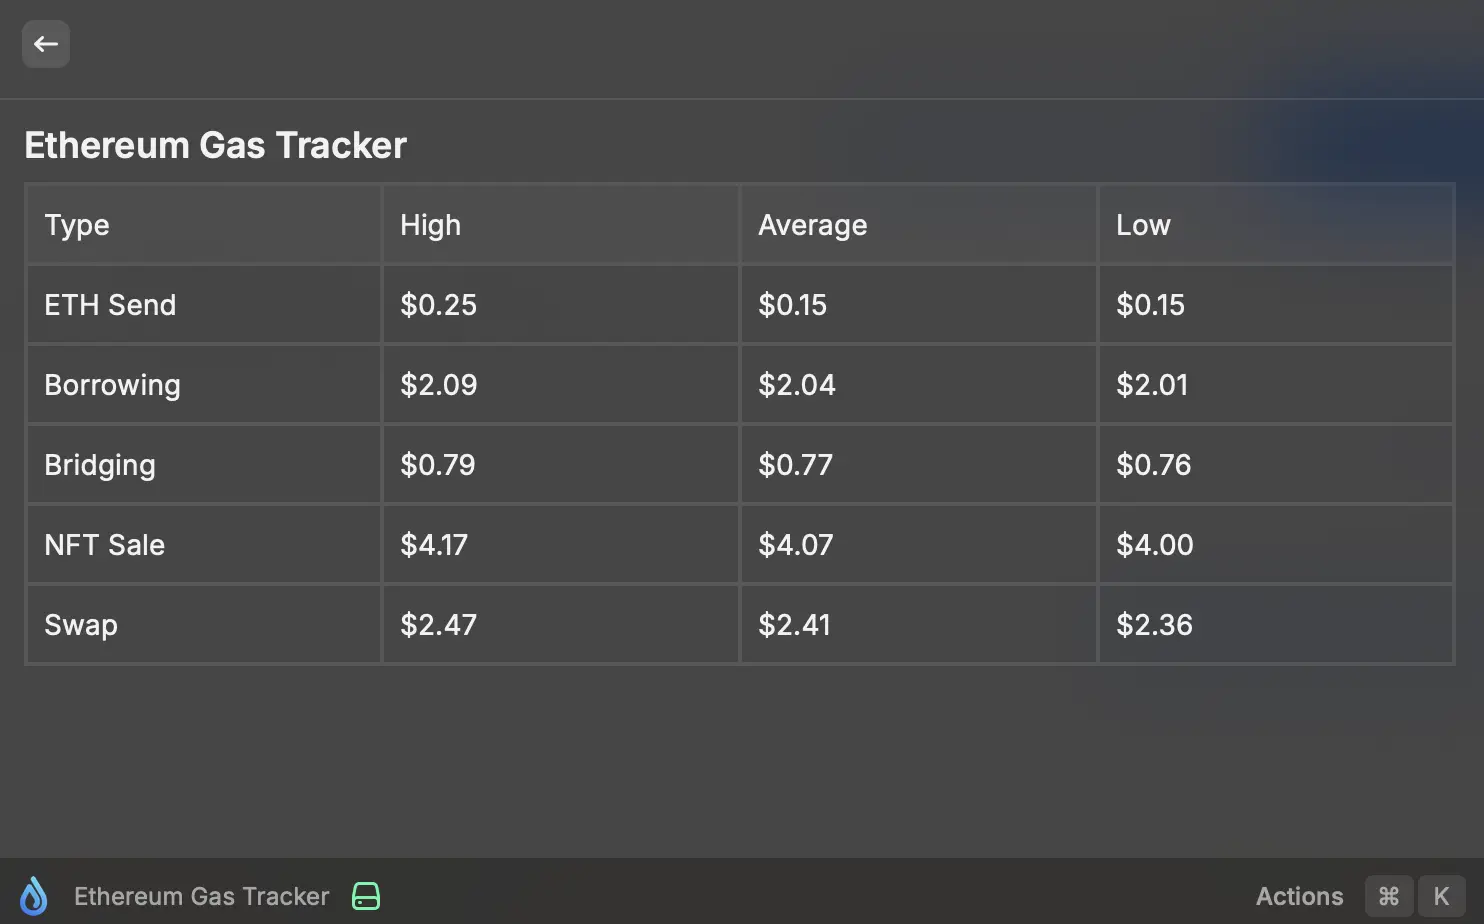 Ethereum Gas Tracker
Type High Average Low
ETH Send $0.25 $0.15 $0.15
Borrowing $2.09 $2.04 $2.01
Bridging $0.79 $0.77 $0.76
NFT Sale $4.17 $4.07 $4.00
Swap $2.47 $2.41 $2.36
Ethereum Gas Tracker Actions ⌘ K